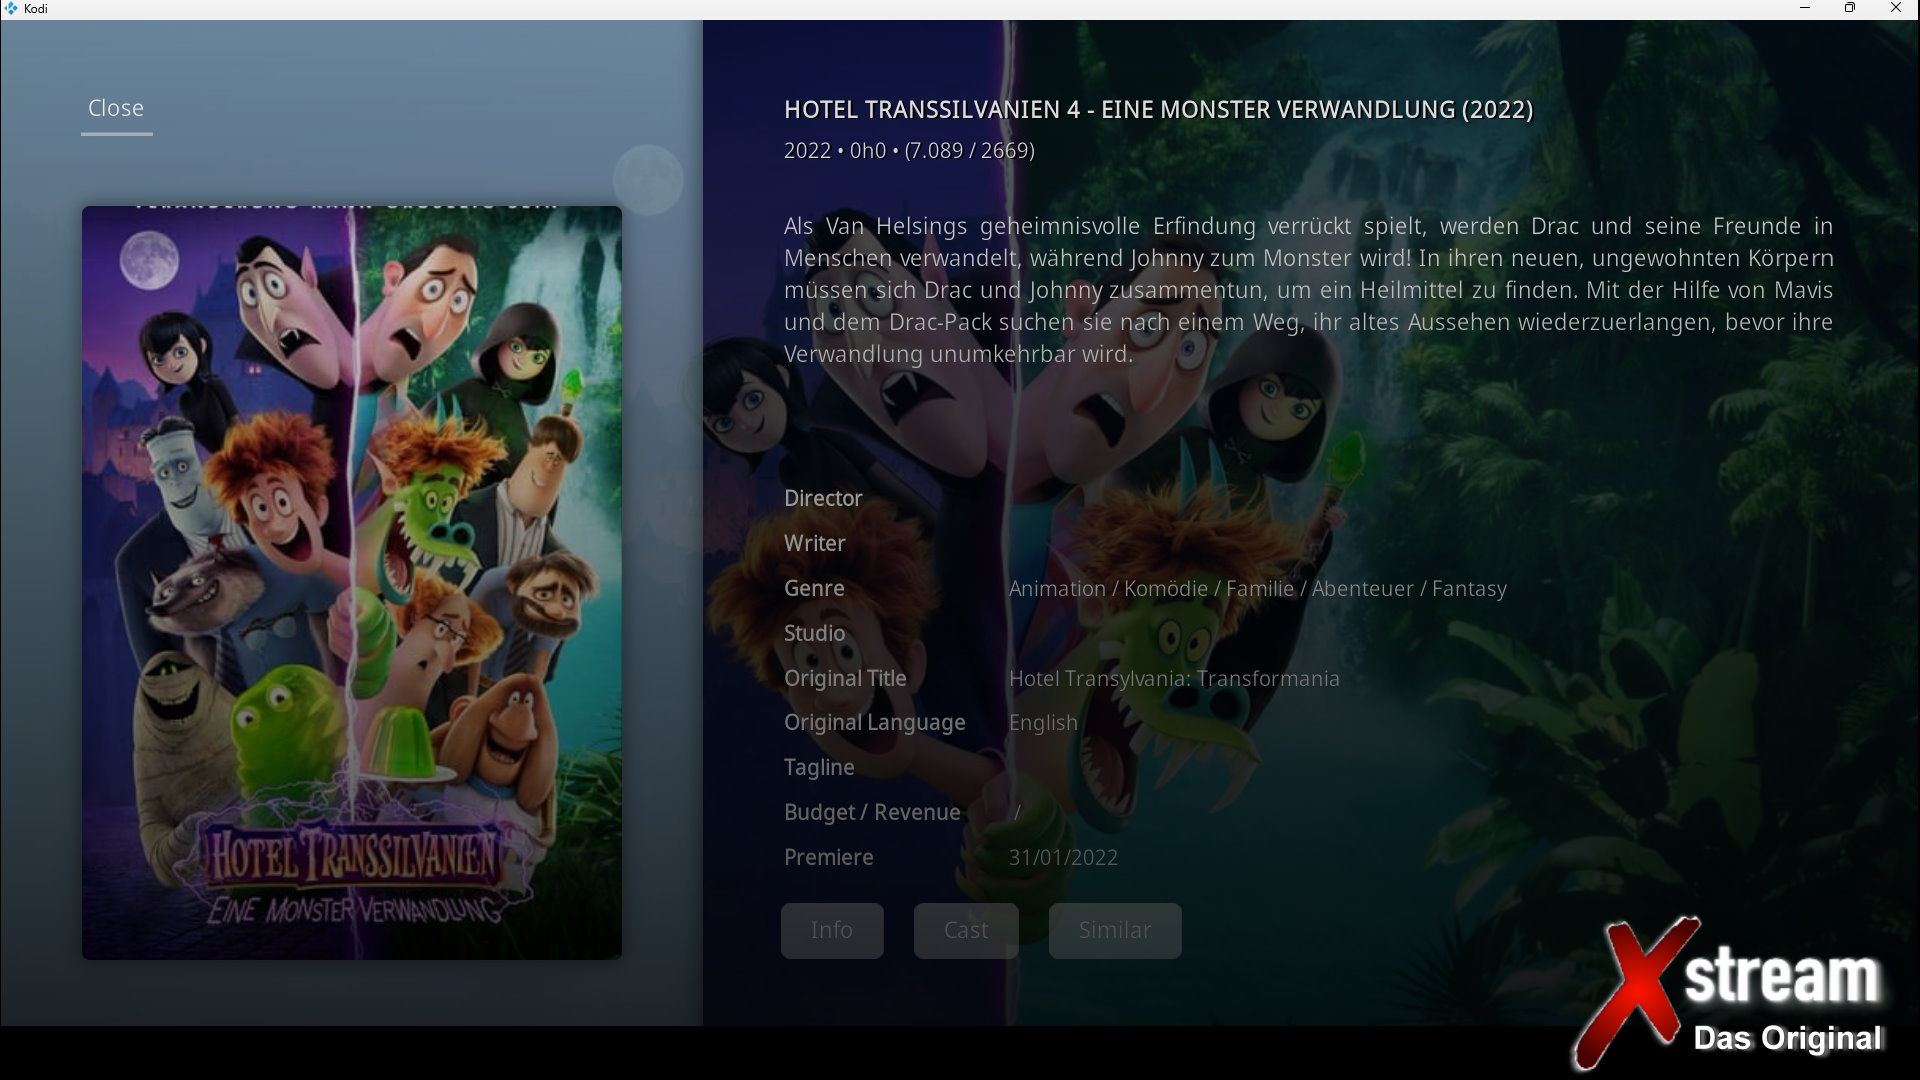 Kodi
Close
HOTEL TRANSSILVANIEN 4 - EINE MONSTER VERWANDLUNG (2022)
2022 • 0h0 • (7.089 / 2669)
Als Van Helsings geheimnisvolle Erfindung verrückt spielt, werden Drac und seine Freunde in
Menschen verwandelt, während Johnny zum Monster wird! In ihren neuen, ungewohnten Körpern
müssen sich Drac und Johnny zusammentun, um ein Heilmittel zu finden. Mit der Hilfe von Mavis
und dem Drac-Pack suchen sie nach einem Weg, ihr altes Aussehen wiederzuerlangen, bevor ihre
Verwandlung unumkehrbar wird.
Director
Writer
Genre Animation / Komödie / Familie / Abenteuer / Fantasy
Studio
Original Title Hotel Transylvania: Transformania
Original Language English
Tagline
Budget / Revenue /
Premiere 31/01/2022
Info Cast Similar
HOTEL TRANSSILVANIEN
EINE MONSTER VERWANDLUNG
Xstream
Das Original